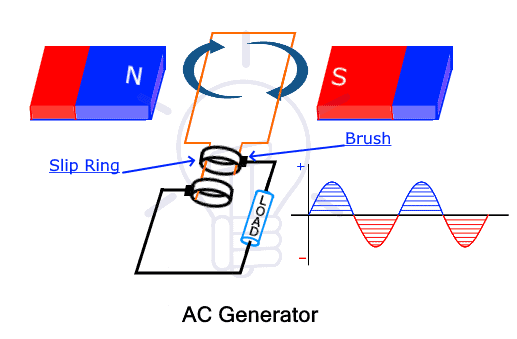 N
S
Brush
Slip Ring
+
LOAD
−
AC Generator